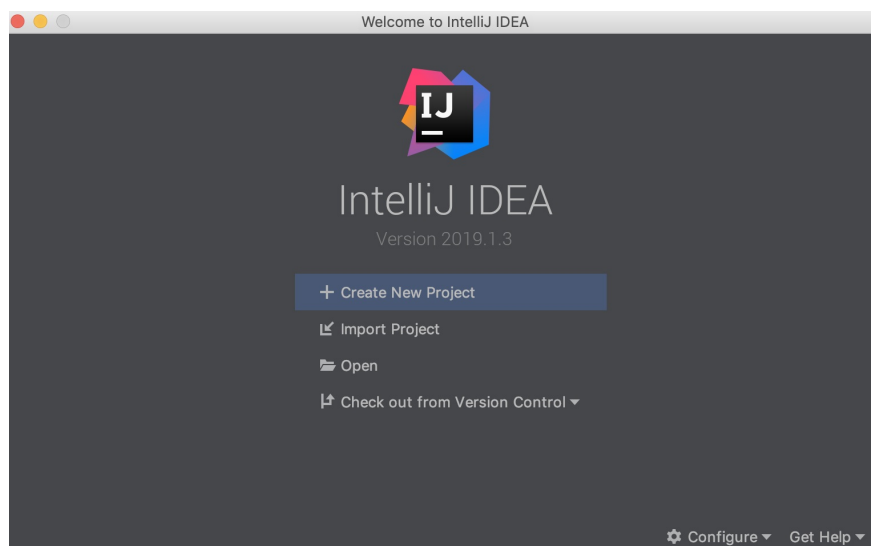 Welcome to IntelliJ IDEA
IJ
IntelliJ IDEA
Version 2019.1.3
Create New Project
Import Project
Open
Check out from Version Control
Configure Get Help